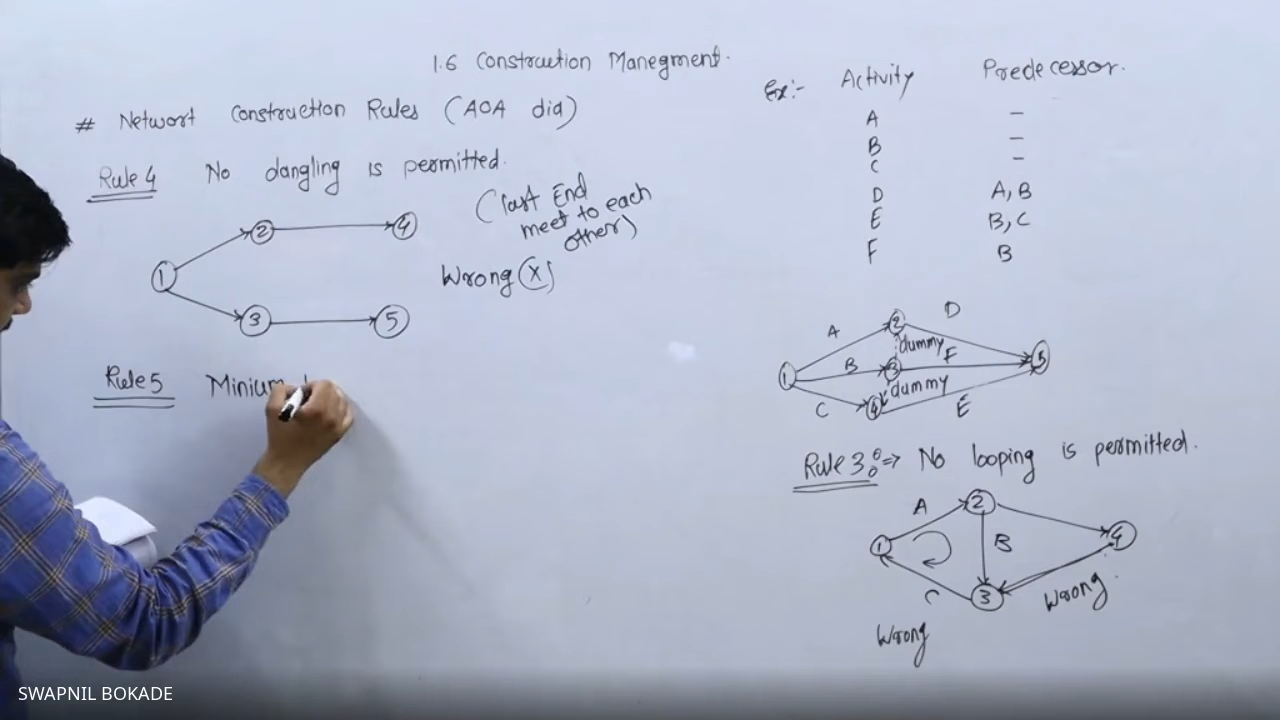 1.6 Construction Manegment.
# Network Construction Rules (AOA dia)
Rule 4 No dangling is permitted.
(last End
meet to each
other)
Wrong (X)
1
2
4
3
5
Rule 5 Minium
Ex:- Activity Predecessor.
A -
B -
C -
D A, B
E B, C
F B
A
B
C
D
dummy
F
dummy
E
1
2
3
4
5
Rule 3:=> No looping is permitted.
A
B
C
1
2
3
4
Wrong
Wrong.
SWAPNIL BOKADE